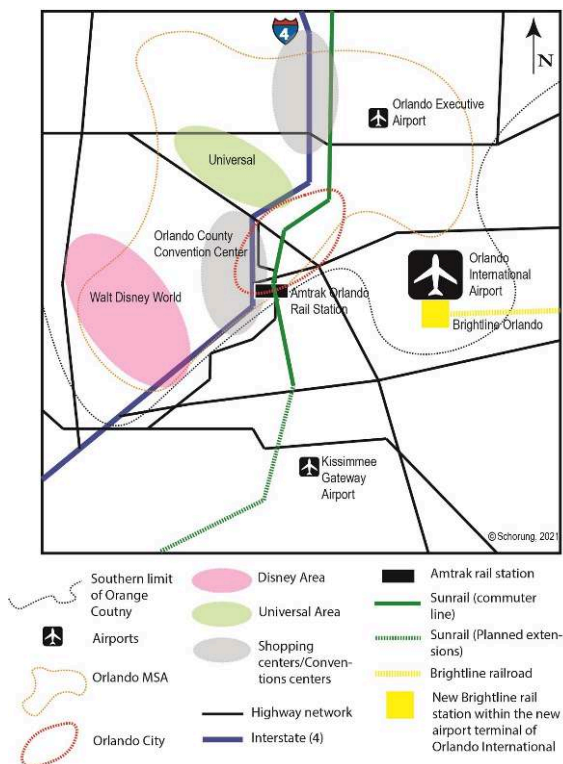 4
N
Orlando Executive
Airport
Universal
Orlando County
Convention Center
Orlando
International
Airport
Walt Disney World
Amtrak Orlando
Rail Station
Brightline Orlando
Kissimmee
Gateway
Airport
© Schorung, 2021
Southern limit
of Orange
Coutny
Airports
Orlando MSA
Orlando City
Disney Area
Universal Area
Shopping
centers/Conven-
tions centers
Highway network
Interstate (4)
Amtrak rail station
Sunrail (commuter
line)
Sunrail (Planned exten-
sions)
Brightline railroad
New Brightline rail
station within the new
airport terminal of
Orlando International